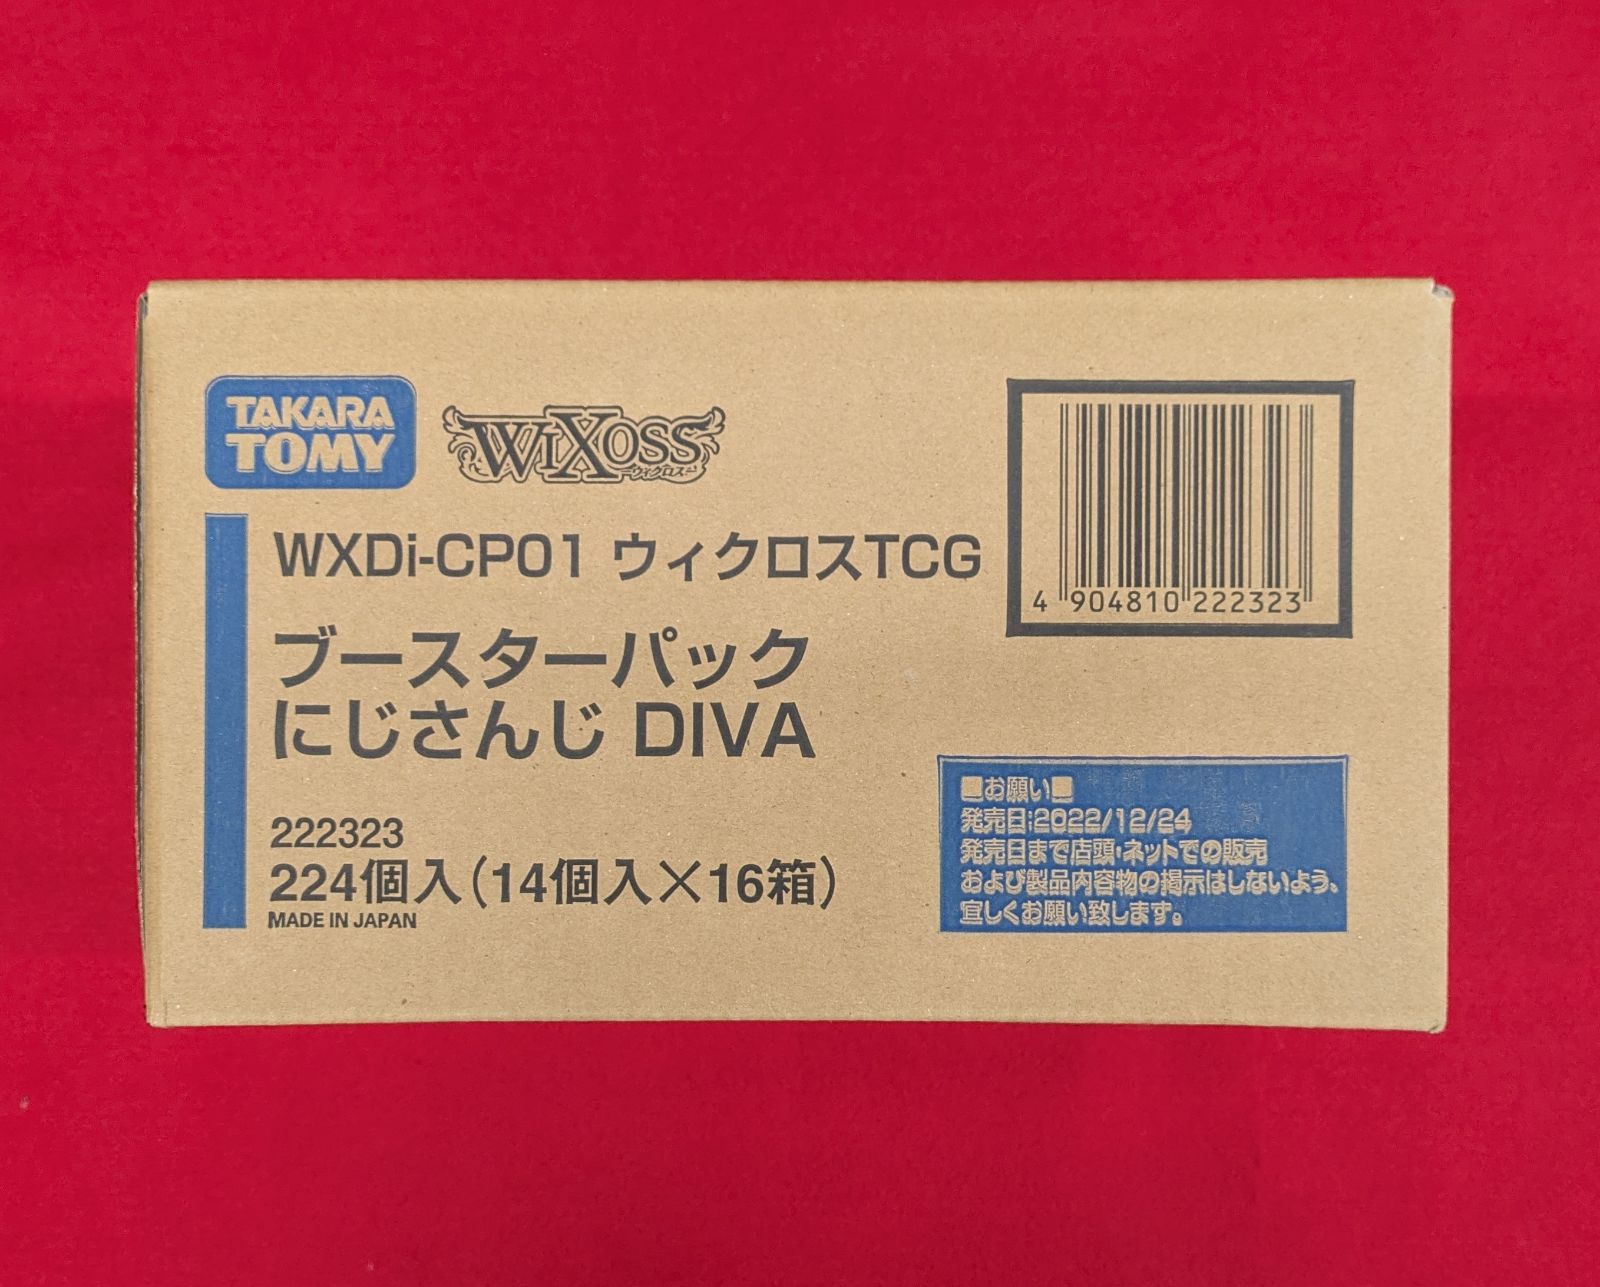 TAKARA
TOMY
WIXOSS
ウィクロス
WXDi-CP01 ウィクロスTCG
ブースターパック
にじさんじ DIVA
222323
224個入(14個入×16箱)
MADE IN JAPAN
4 904810 222323
■お願い■
発売日:2022/12/24
発売日まで店頭・ネットでの販売
および製品内容物の掲示はしないよう、
宜しくお願い致します。